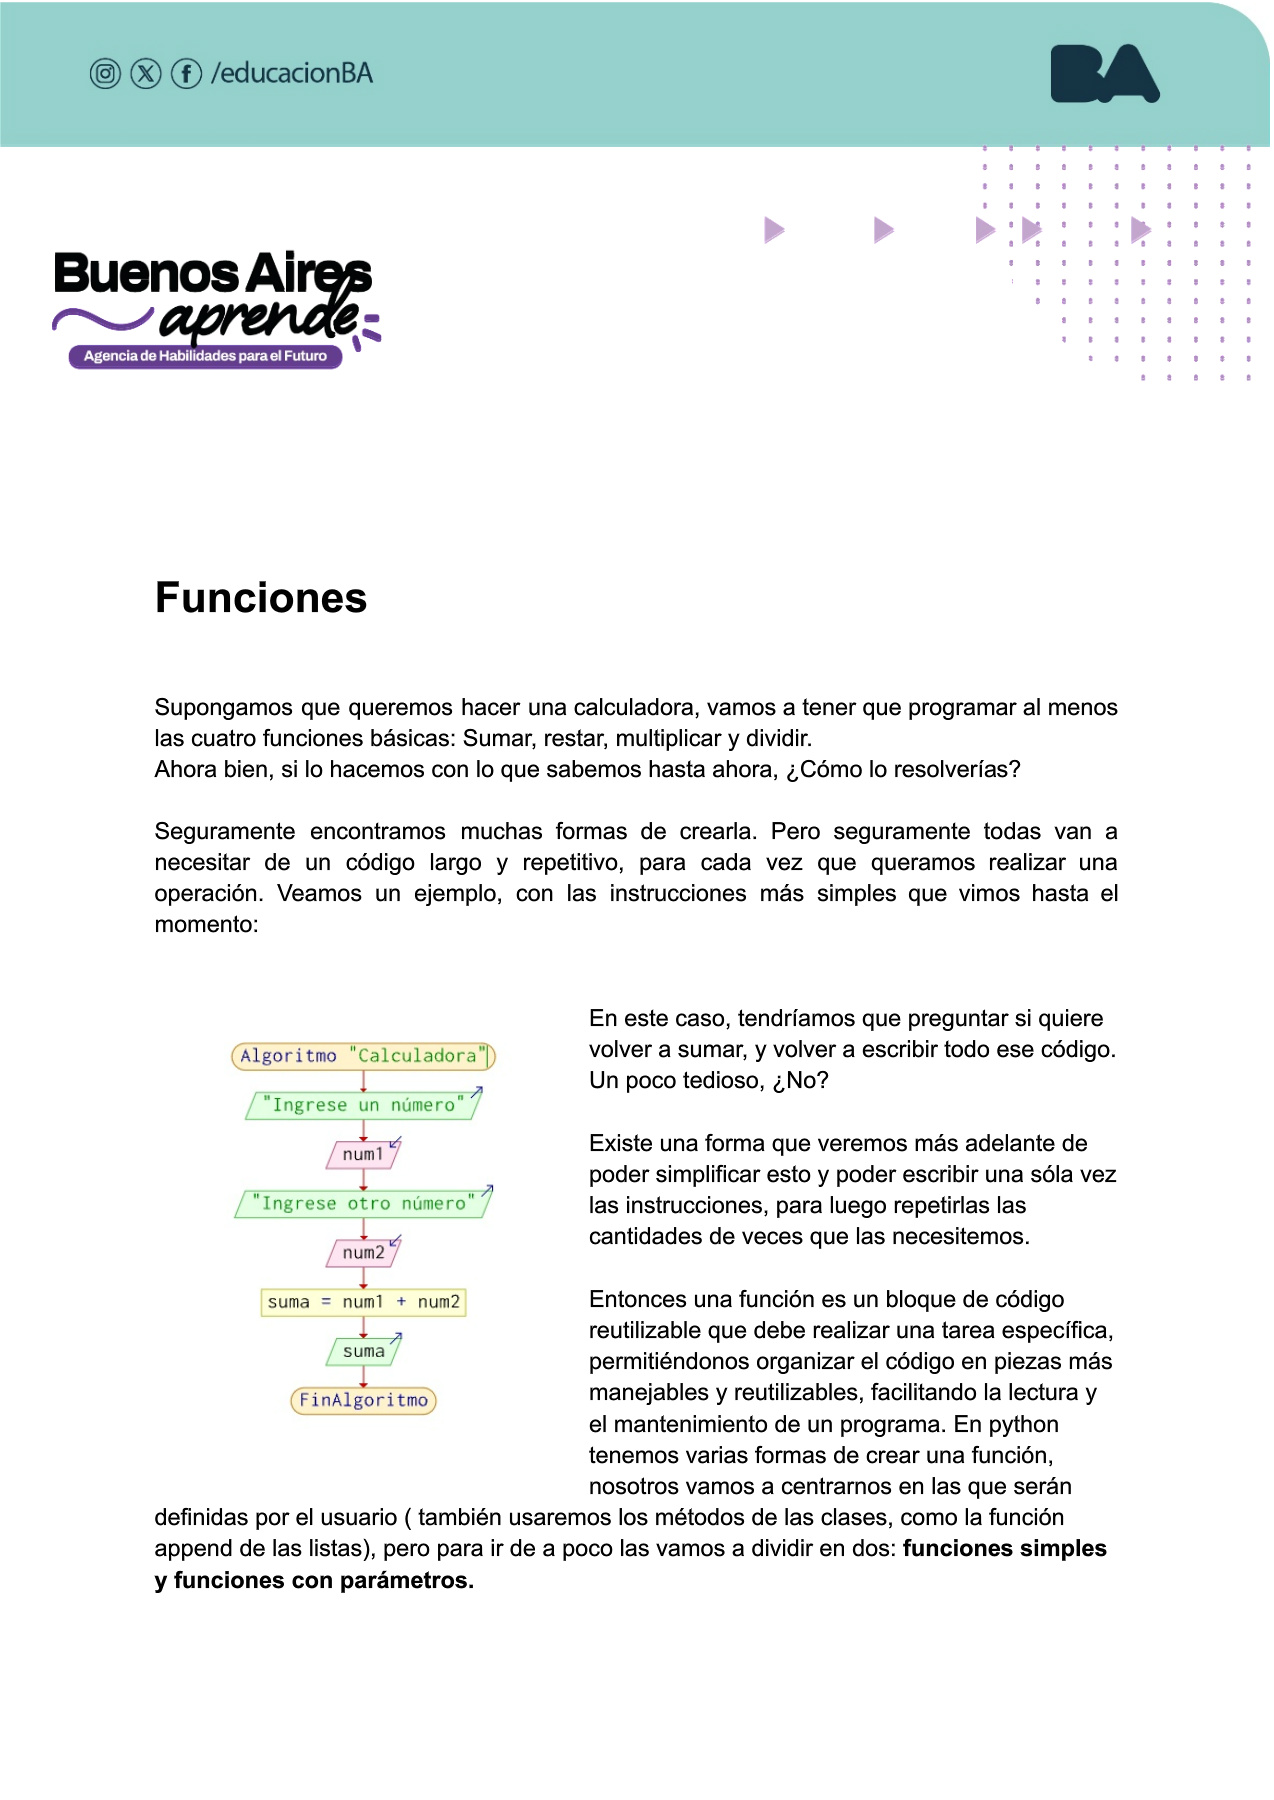 /educacionBA
BA
Buenos Aires
aprende
Agencia de Habilidades para el Futuro
Funciones
Supongamos que queremos hacer una calculadora, vamos a tener que programar al menos
las cuatro funciones básicas: Sumar, restar, multiplicar y dividir.
Ahora bien, si lo hacemos con lo que sabemos hasta ahora, ¿Cómo lo resolverías?
Seguramente encontramos muchas formas de crearla. Pero seguramente todas van a
necesitar de un código largo y repetitivo, para cada vez que queramos realizar una
operación. Veamos un ejemplo, con las instrucciones más simples que vimos hasta el
momento:
Algoritmo "Calculadora"
"Ingrese un número"
num1
"Ingrese otro número"
num2
suma = num1 + num2
suma
FinAlgoritmo
En este caso, tendríamos que preguntar si quiere
volver a sumar, y volver a escribir todo ese código.
Un poco tedioso, ¿No?
Existe una forma que veremos más adelante de
poder simplificar esto y poder escribir una sóla vez
las instrucciones, para luego repetirlas las
cantidades de veces que las necesitemos.
Entonces una función es un bloque de código
reutilizable que debe realizar una tarea específica,
permitiéndonos organizar el código en piezas más
manejables y reutilizables, facilitando la lectura y
el mantenimiento de un programa. En python
tenemos varias formas de crear una función,
nosotros vamos a centrarnos en las que serán
definidas por el usuario ( también usaremos los métodos de las clases, como la función
append de las listas), pero para ir de a poco las vamos a dividir en dos: funciones simples
y funciones con parámetros.